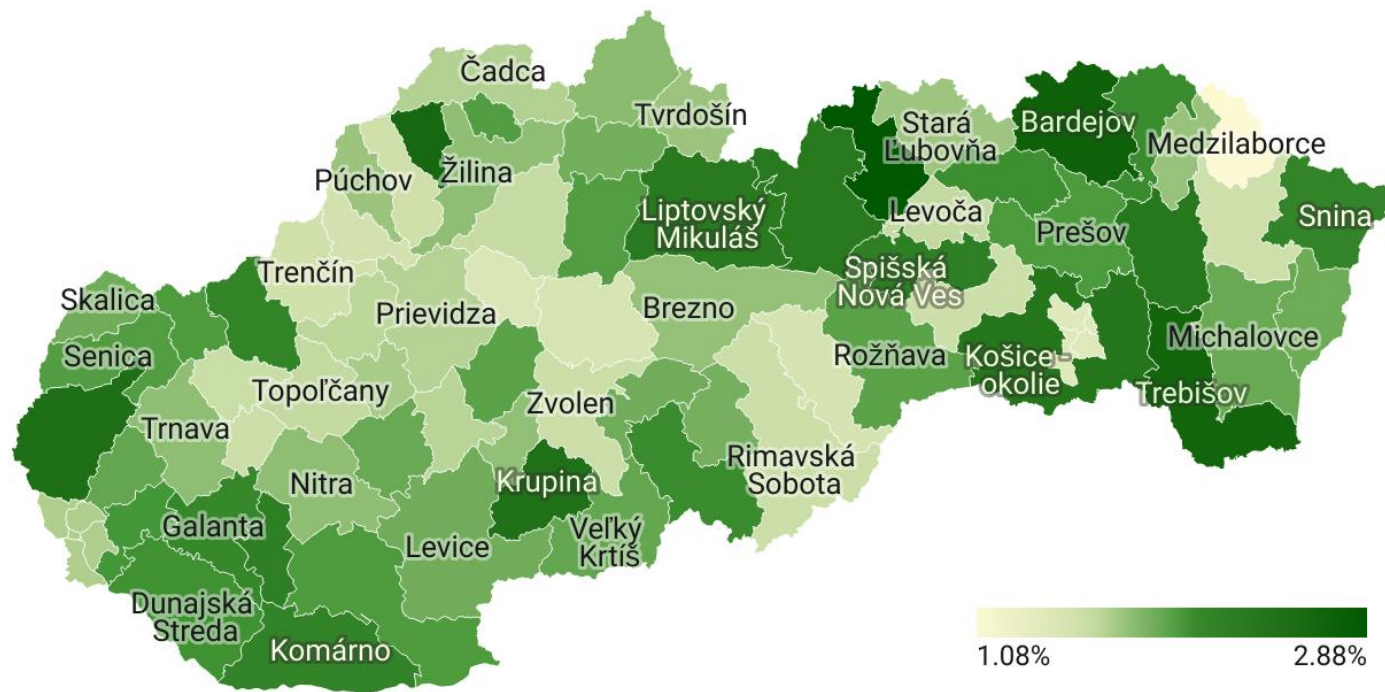 Čadca
Tvrdošín
Stará
Ľubovňa
Bardejov
Medzilaborce
Púchov
Žilina
Liptovský
Mikuláš
Levoča
Prešov
Snina
Trenčín
Skalica
Prievidza
Brezno
Spišská
Nová Ves
Senica
Topoľčany
Zvolen
Rožňava
Košice -
okolie
Michalovce
Trebišov
Trnava
Nitra
Krupina
Rimavská
Sobota
Galanta
Levice
Veľký
Krtíš
Dunajská
Streda
Komárno
1.08%
2.88%